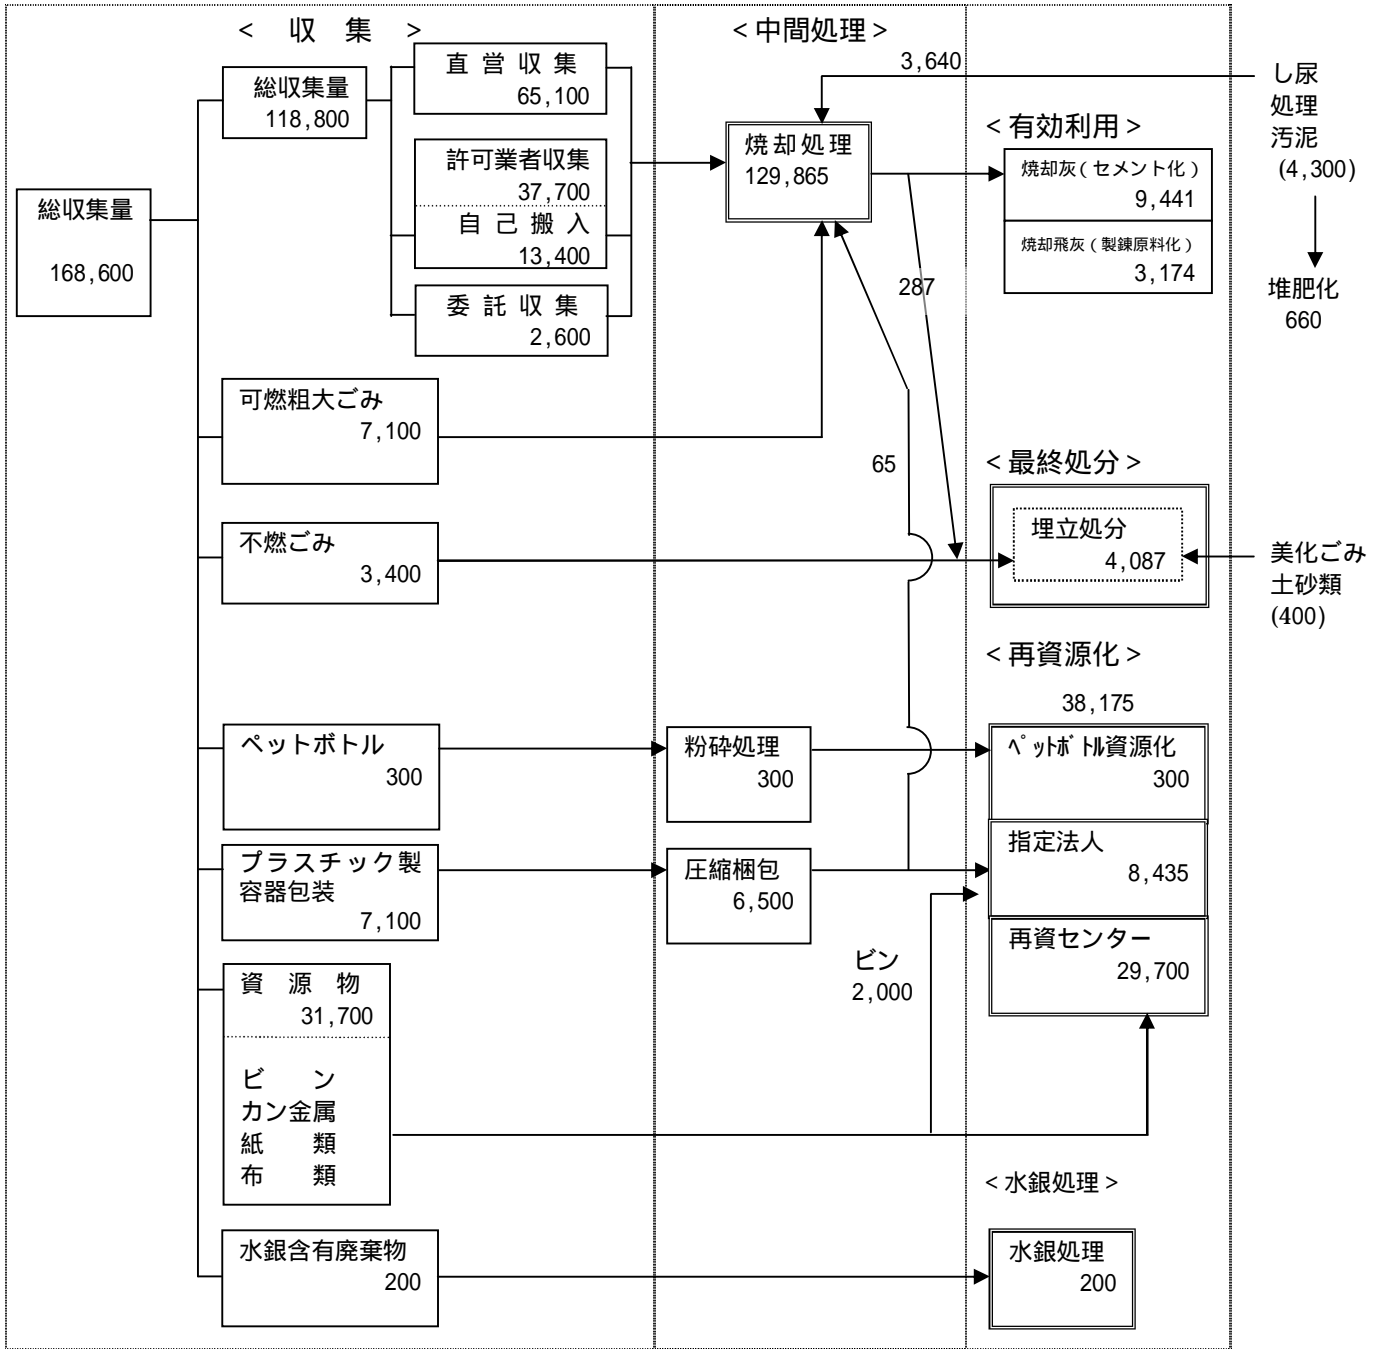 < 収 集 >
総収集量
168,600
総収集量
118,800
直 営 収 集
65,100
許可業者収集
37,700
自 己 搬 入
13,400
委 託 収 集
2,600
可燃粗大ごみ
7,100
不燃ごみ
3,400
ペットボトル
300
プラスチック製
容器包装
7,100
資 源 物
31,700
ビ ン
カン金属
紙 類
布 類
水銀含有廃棄物
200
<中間処理>
3,640
焼却処理
129,865
287
65
粉砕処理
300
圧縮梱包
6,500
ビン
2,000
<有効利用>
焼却灰(セメント化)
9,441
焼却飛灰(製錬原料化)
3,174
<最終処分>
埋立処分
4,087
<再資源化>
38,175
ペットボトル資源化
300
指定法人
8,435
再資センター
29,700
<水銀処理>
水銀処理
200
し尿
処理
汚泥
(4,300)
堆肥化
660
美化ごみ
土砂類
(400)